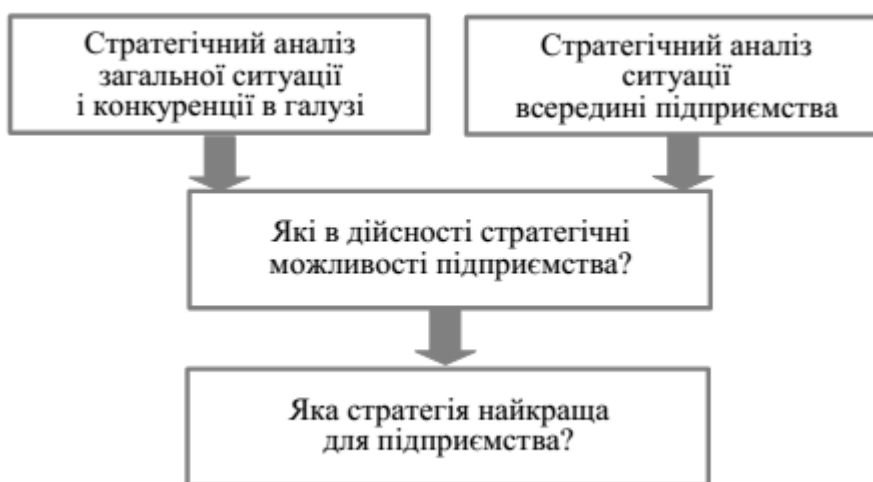 Стратегічний аналіз
загальної ситуації
і конкуренції в галузі
Стратегічний аналіз
ситуації
всередині підприємства
Які в дійсності стратегічні
можливості підприємства?
Яка стратегія найкраща
для підприємства?